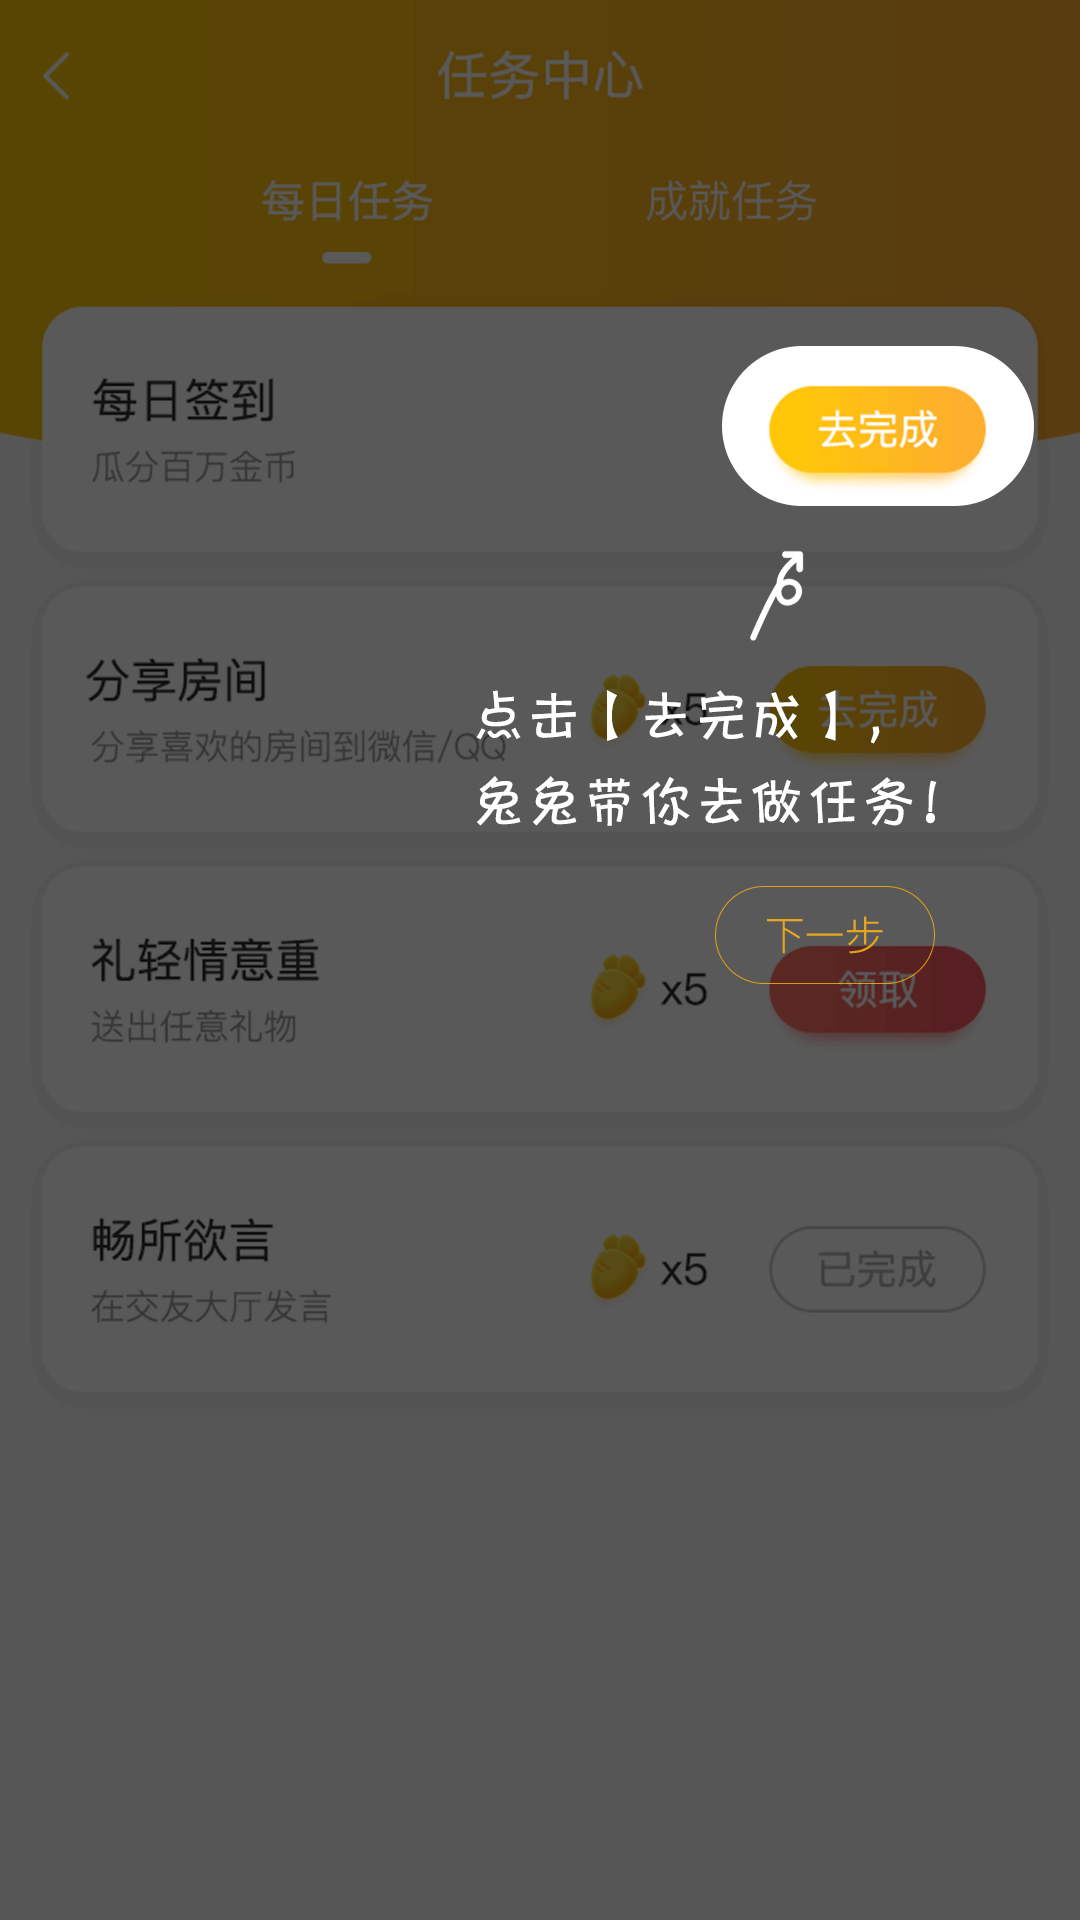 任务中心
每日任务
成就任务
每日签到
瓜分百万金币
去完成
分享房间
分享喜欢的房间到微信/QQ
x5
去完成
点击【去完成】,
兔兔带你去做任务!
下一步
礼轻情意重
送出任意礼物
x5
领取
畅所欲言
在交友大厅发言
x5
已完成